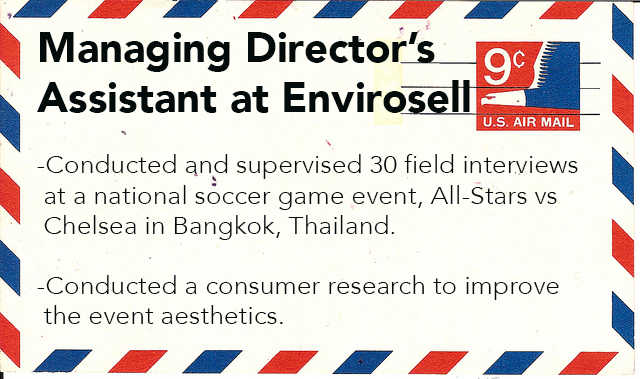 Managing Director's
Assistant at Envirosell
9¢
U.S. AIR MAIL
-Conducted and supervised 30 field interviews
at a national soccer game event, All-Stars vs
Chelsea in Bangkok, Thailand.
-Conducted a consumer research to improve
the event aesthetics.